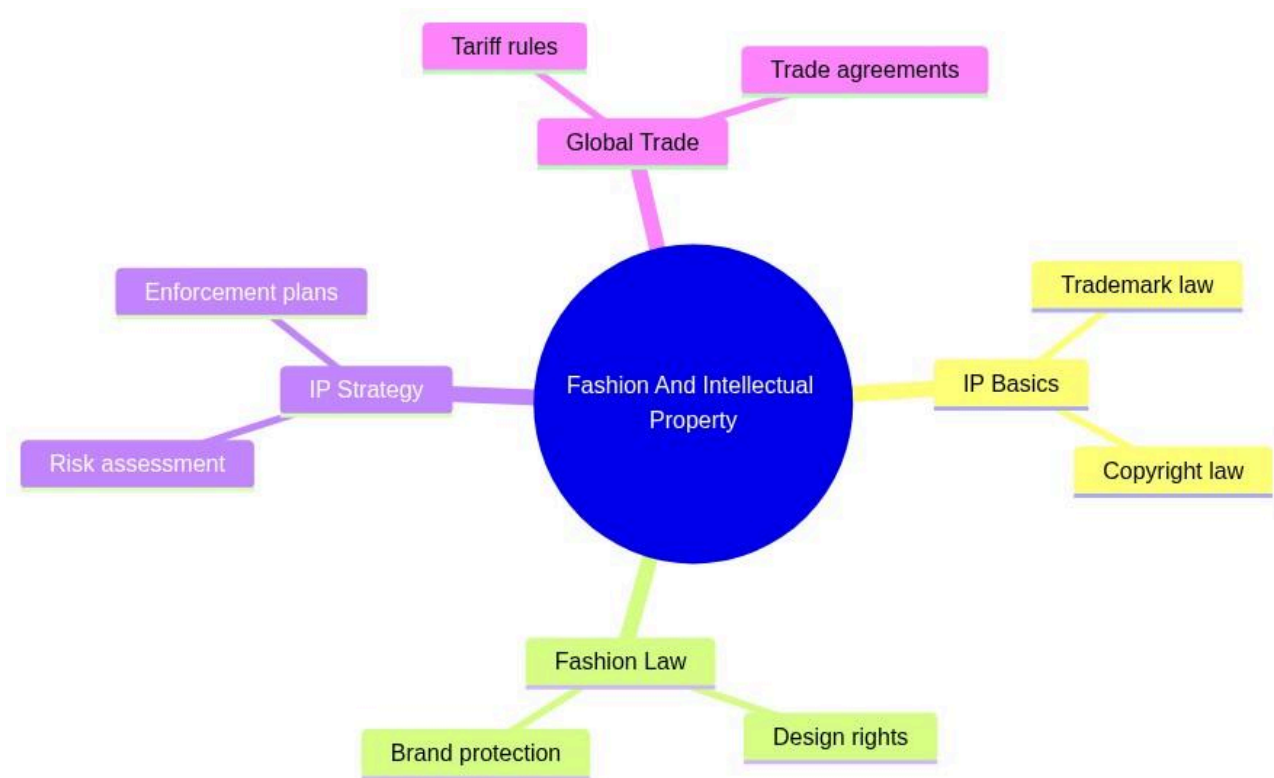 Tariff rules
Trade agreements
Global Trade
Enforcement plans
Trademark law
IP Strategy
Fashion And Intellectual
Property
IP Basics
Risk assessment
Copyright law
Fashion Law
Brand protection
Design rights